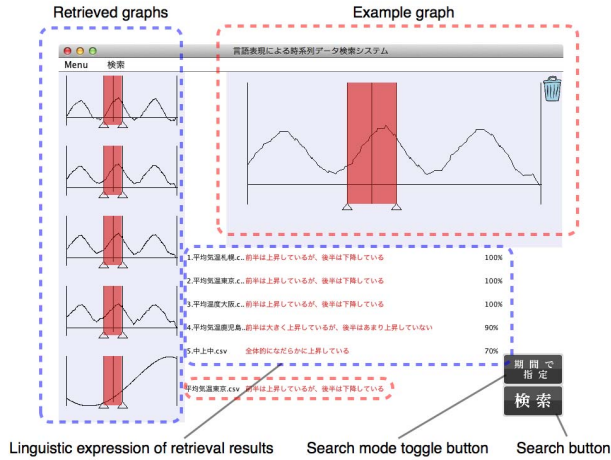 Retrieved graphs
Example graph
言語表現による時系列データ検索システム
Menu 検索
1.平均気温札幌.c.. 前半は上昇しているが、後半は下降している 100%
2.平均気温東京.c.. 前半は上昇しているが、後半は下降している 100%
3.平均温度大阪.c.. 前半は上昇しているが、後半は下降している 100%
4.平均気温鹿児島.. 前半は大きく上昇しているが、後半はあまり上昇していない 90%
5.中上中.csv 全体的になだらかに上昇している 70%
平均気温東京.csv 前半は上昇しているが、後半は下降している
期間で
指定
検索
Linguistic expression of retrieval results
Search mode toggle button
Search button